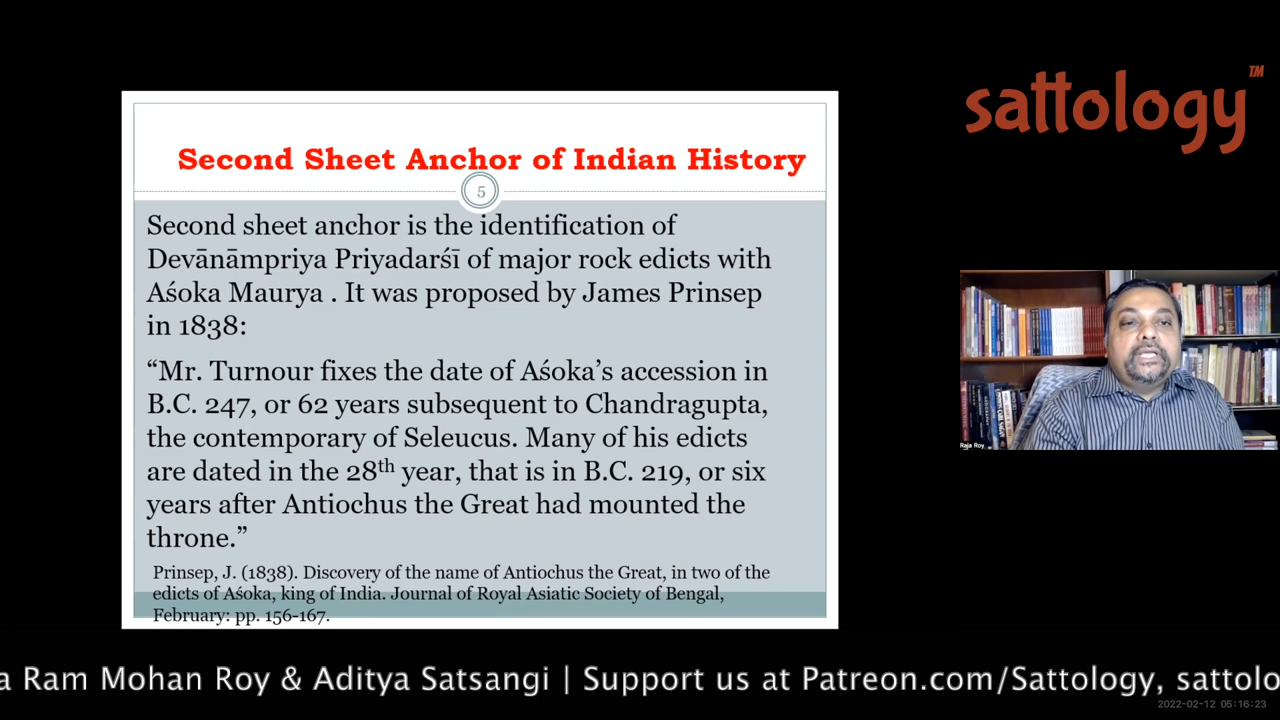 sattology
TM
Second Sheet Anchor of Indian History
5
Second sheet anchor is the identification of
Devānāmpriya Priyadarśī of major rock edicts with
Aśoka Maurya . It was proposed by James Prinsep
in 1838:
“Mr. Turnour fixes the date of Aśoka’s accession in
B.C. 247, or 62 years subsequent to Chandragupta,
the contemporary of Seleucus. Many of his edicts
are dated in the 28th year, that is in B.C. 219, or six
years after Antiochus the Great had mounted the
throne.”
Prinsep, J. (1838). Discovery of the name of Antiochus the Great, in two of the
edicts of Aśoka, king of India. Journal of Royal Asiatic Society of Bengal,
February: pp. 156-167.
Raja Roy
a Ram Mohan Roy & Aditya Satsangi | Support us at Patreon.com/Sattology, sattolo
2022-02-12 05:16:23